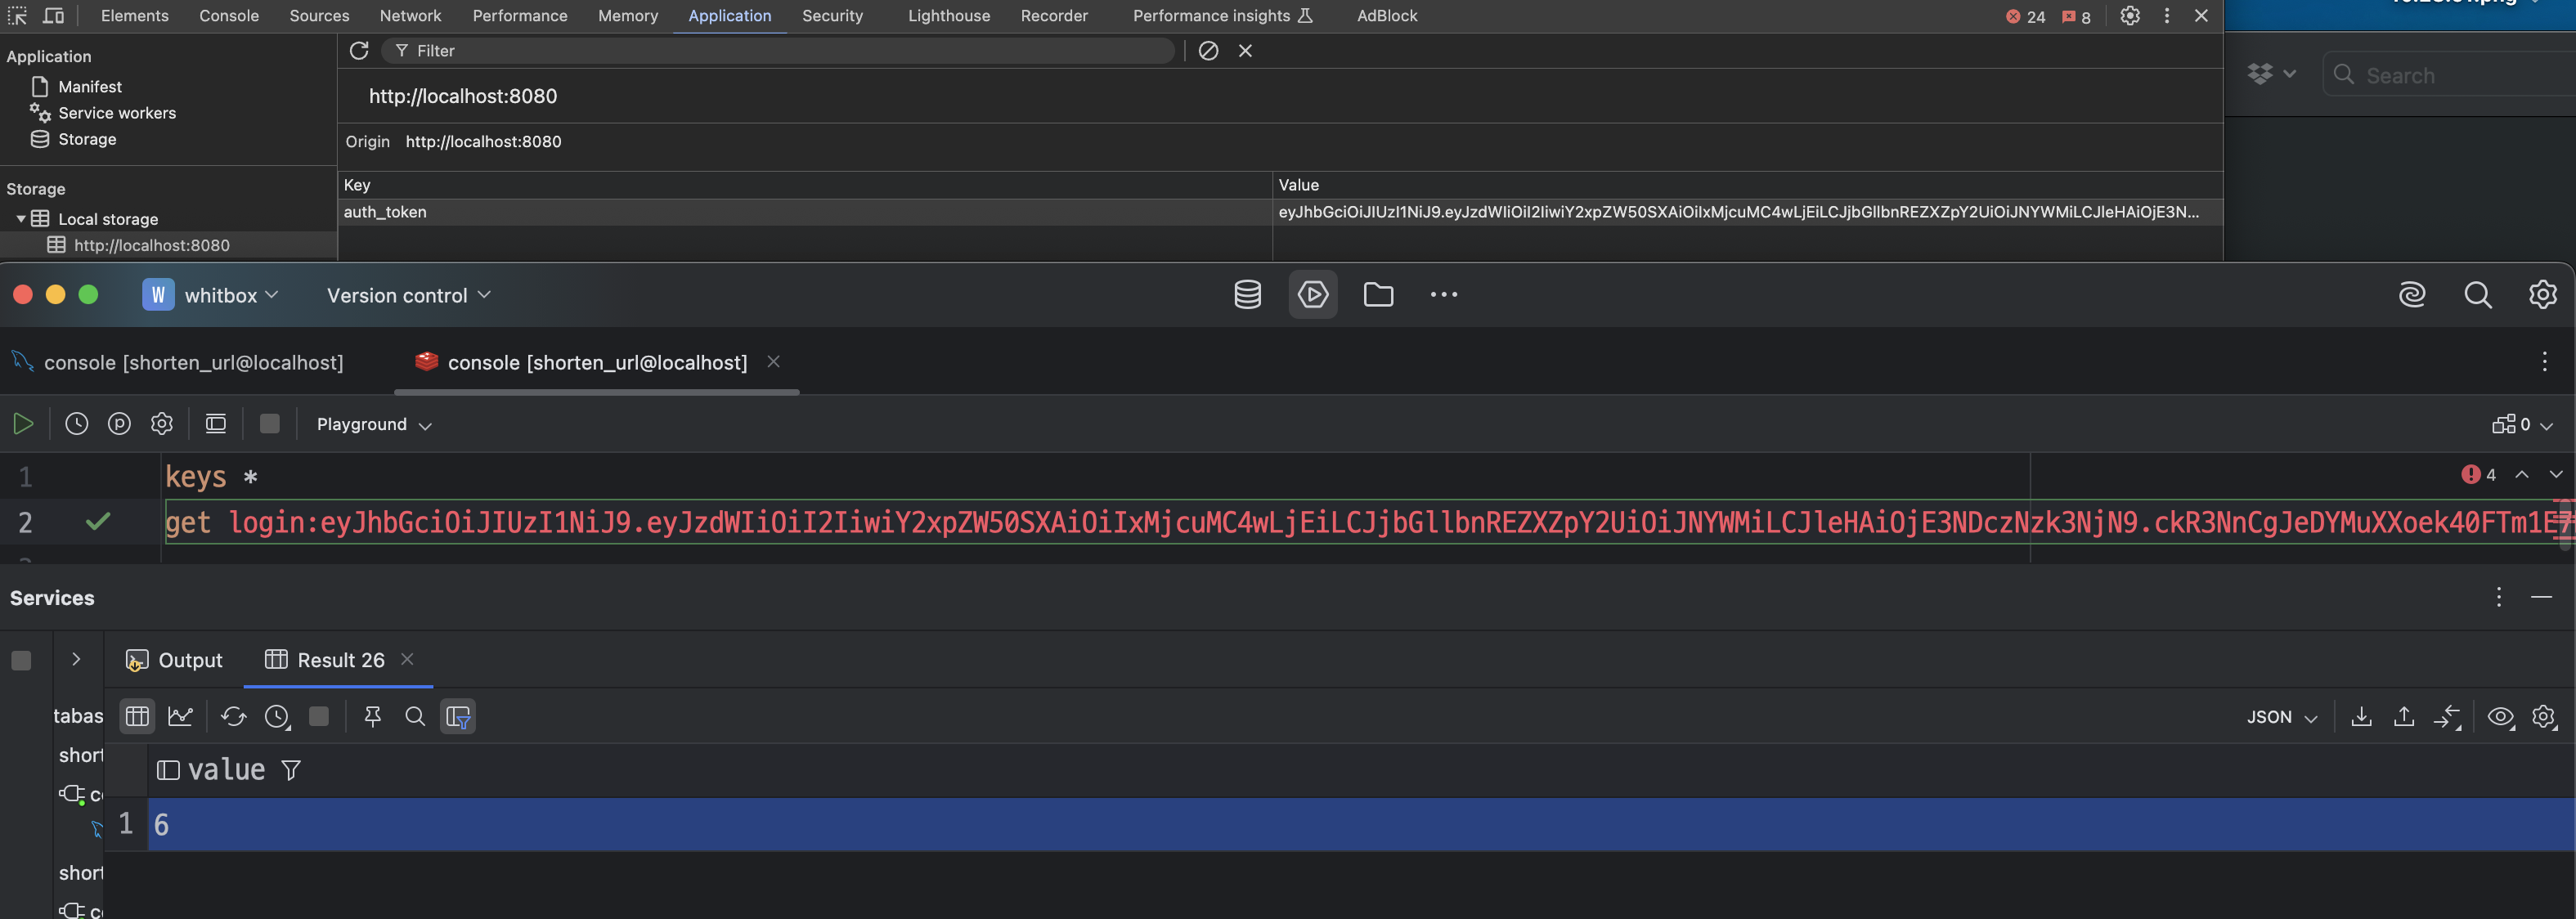 Elements Console Sources Network Performance Memory Application Security Lighthouse Recorder Performance insights AdBlock 24 8
Application
Filter
Manifest
http://localhost:8080
Service workers
Storage
Origin http://localhost:8080
Storage
Key Value
Local storage
auth_token eyJhbGciOiJIUzI1NiJ9.eyJzdWIiOiI2IiwiY2xpZW50SXAiOiIxMjcuMC4wLjEiLCJjbGllbnREZXZpY2UiOiJNYWMiLCJleHAiOjE3N...
http://localhost:8080
Search
W whitbox Version control
console [shorten_url@localhost] console [shorten_url@localhost]
Playground 0
1 keys * 4
2 get login:eyJhbGciOiJIUzI1NiJ9.eyJzdWIiOiI2IiwiY2xpZW50SXAiOiIxMjcuMC4wLjEiLCJjbGllbnREZXZpY2UiOiJNYWMiLCJleHAiOjE3NDczNzk3NjN9.ckR3NnCgJeDYMuXXoek40FTm1E7
Services
Output Result 26
tabas
JSON
short
value
co
1 6
short
co